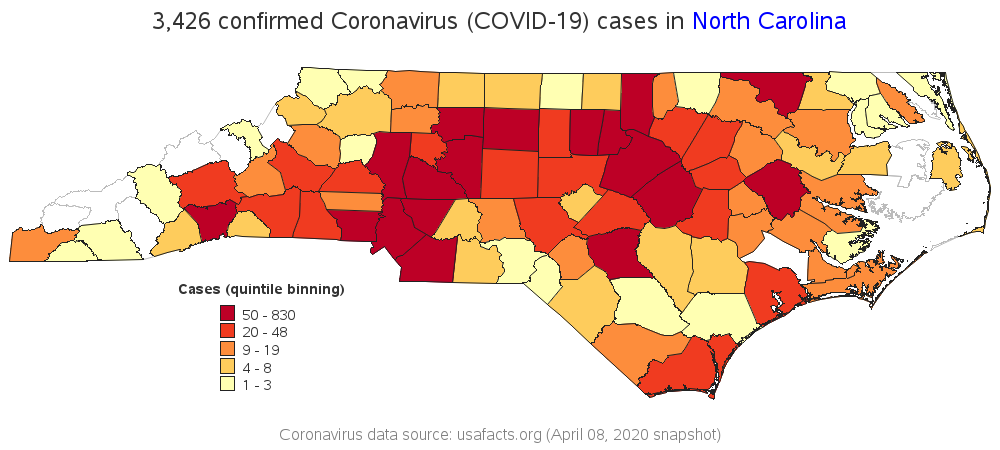 3,426 confirmed Coronavirus (COVID-19) cases in North Carolina
Cases (quintile binning)
50 - 830
20 - 48
9 - 19
4 - 8
1 - 3
Coronavirus data source: usafacts.org (April 08, 2020 snapshot)